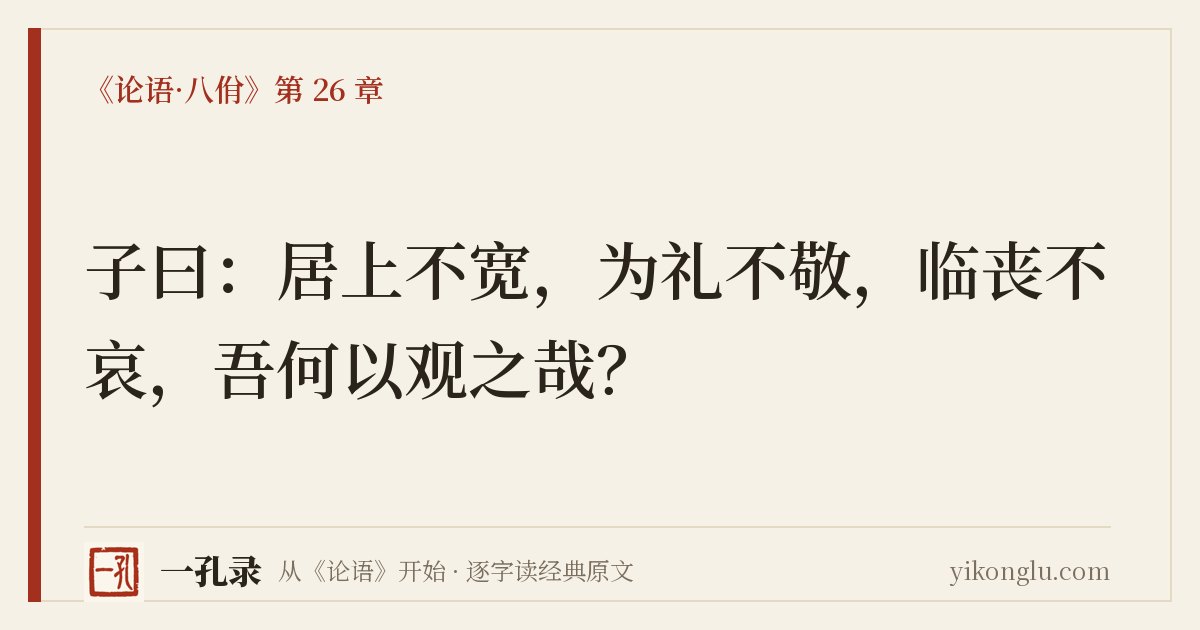 《论语·八佾》第 26 章
子曰：居上不宽，为礼不敬，临丧不
哀，吾何以观之哉？
一孔 一孔录 从《论语》开始 · 逐字读经典原文 yikonglu.com